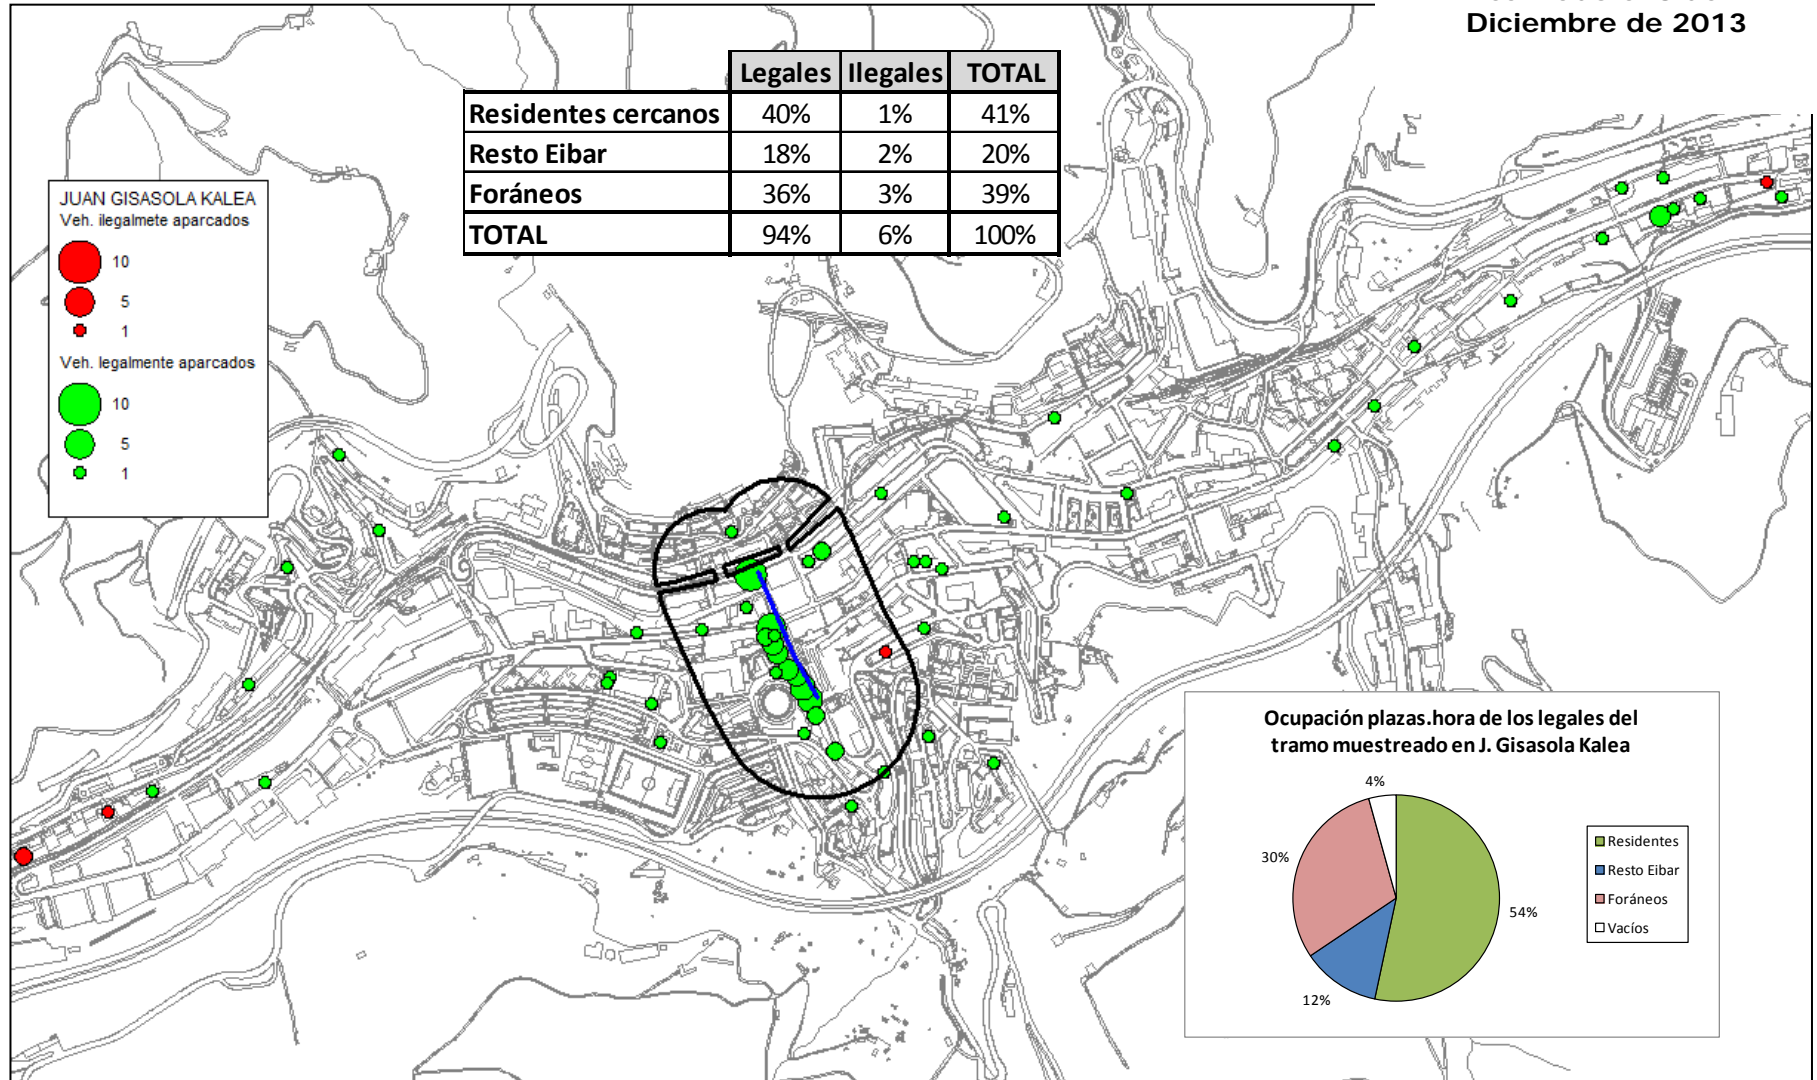 Diciembre de 2013
Legales Ilegales TOTAL
Residentes cercanos 40% 1% 41%
Resto Eibar 18% 2% 20%
Foráneos 36% 3% 39%
TOTAL 94% 6% 100%
JUAN GISASOLA KALEA
Veh. ilegalmete aparcados
10
5
1
Veh. legalmente aparcados
10
5
1
Ocupación plazas.hora de los legales del
tramo muestreado en J. Gisasola Kalea
4%
30%
54%
12%
Residentes
Resto Eibar
Foráneos
Vacíos